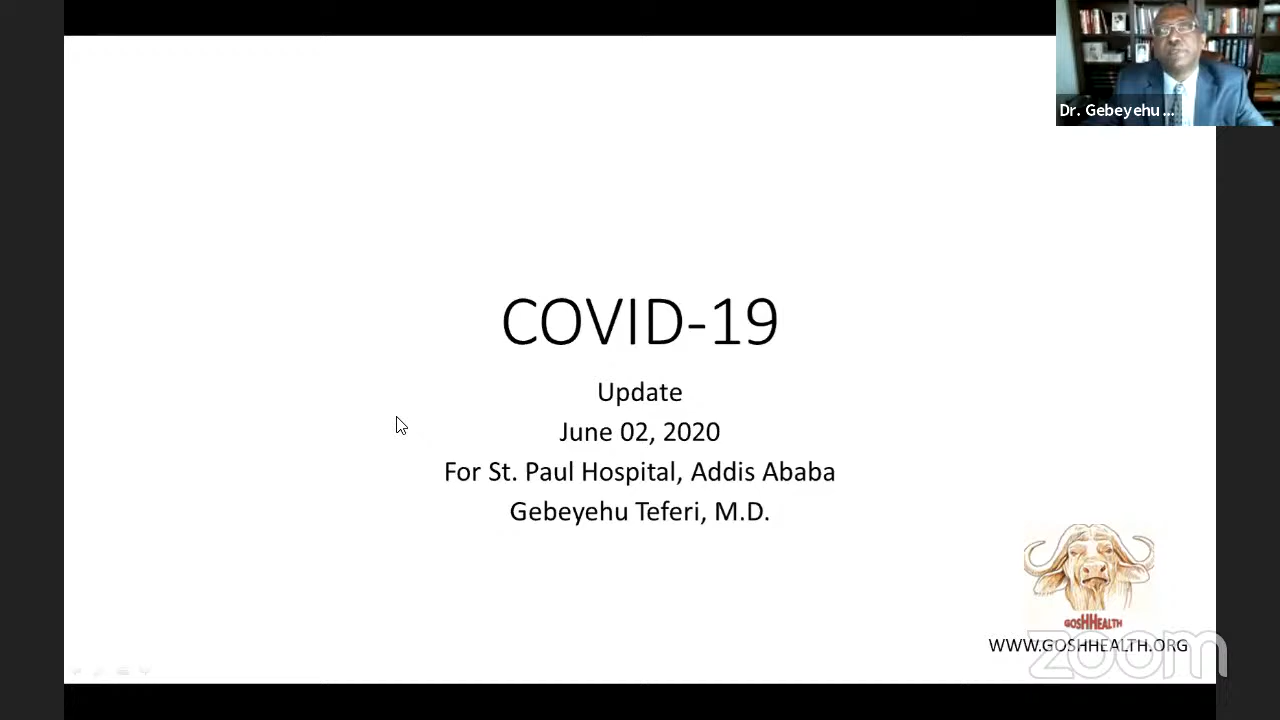 Dr. Gebeyehu ...
COVID-19
Update
June 02, 2020
For St. Paul Hospital, Addis Ababa
Gebeyehu Teferi, M.D.
GOSHHEALTH
WWW.GOSHHEALTH.ORG
zoom